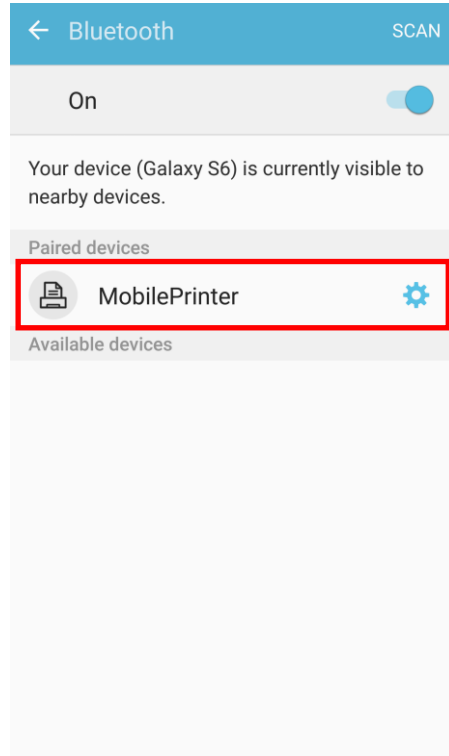 Bluetooth SCAN
On
Your device (Galaxy S6) is currently visible to
nearby devices.
Paired devices
MobilePrinter
Available devices